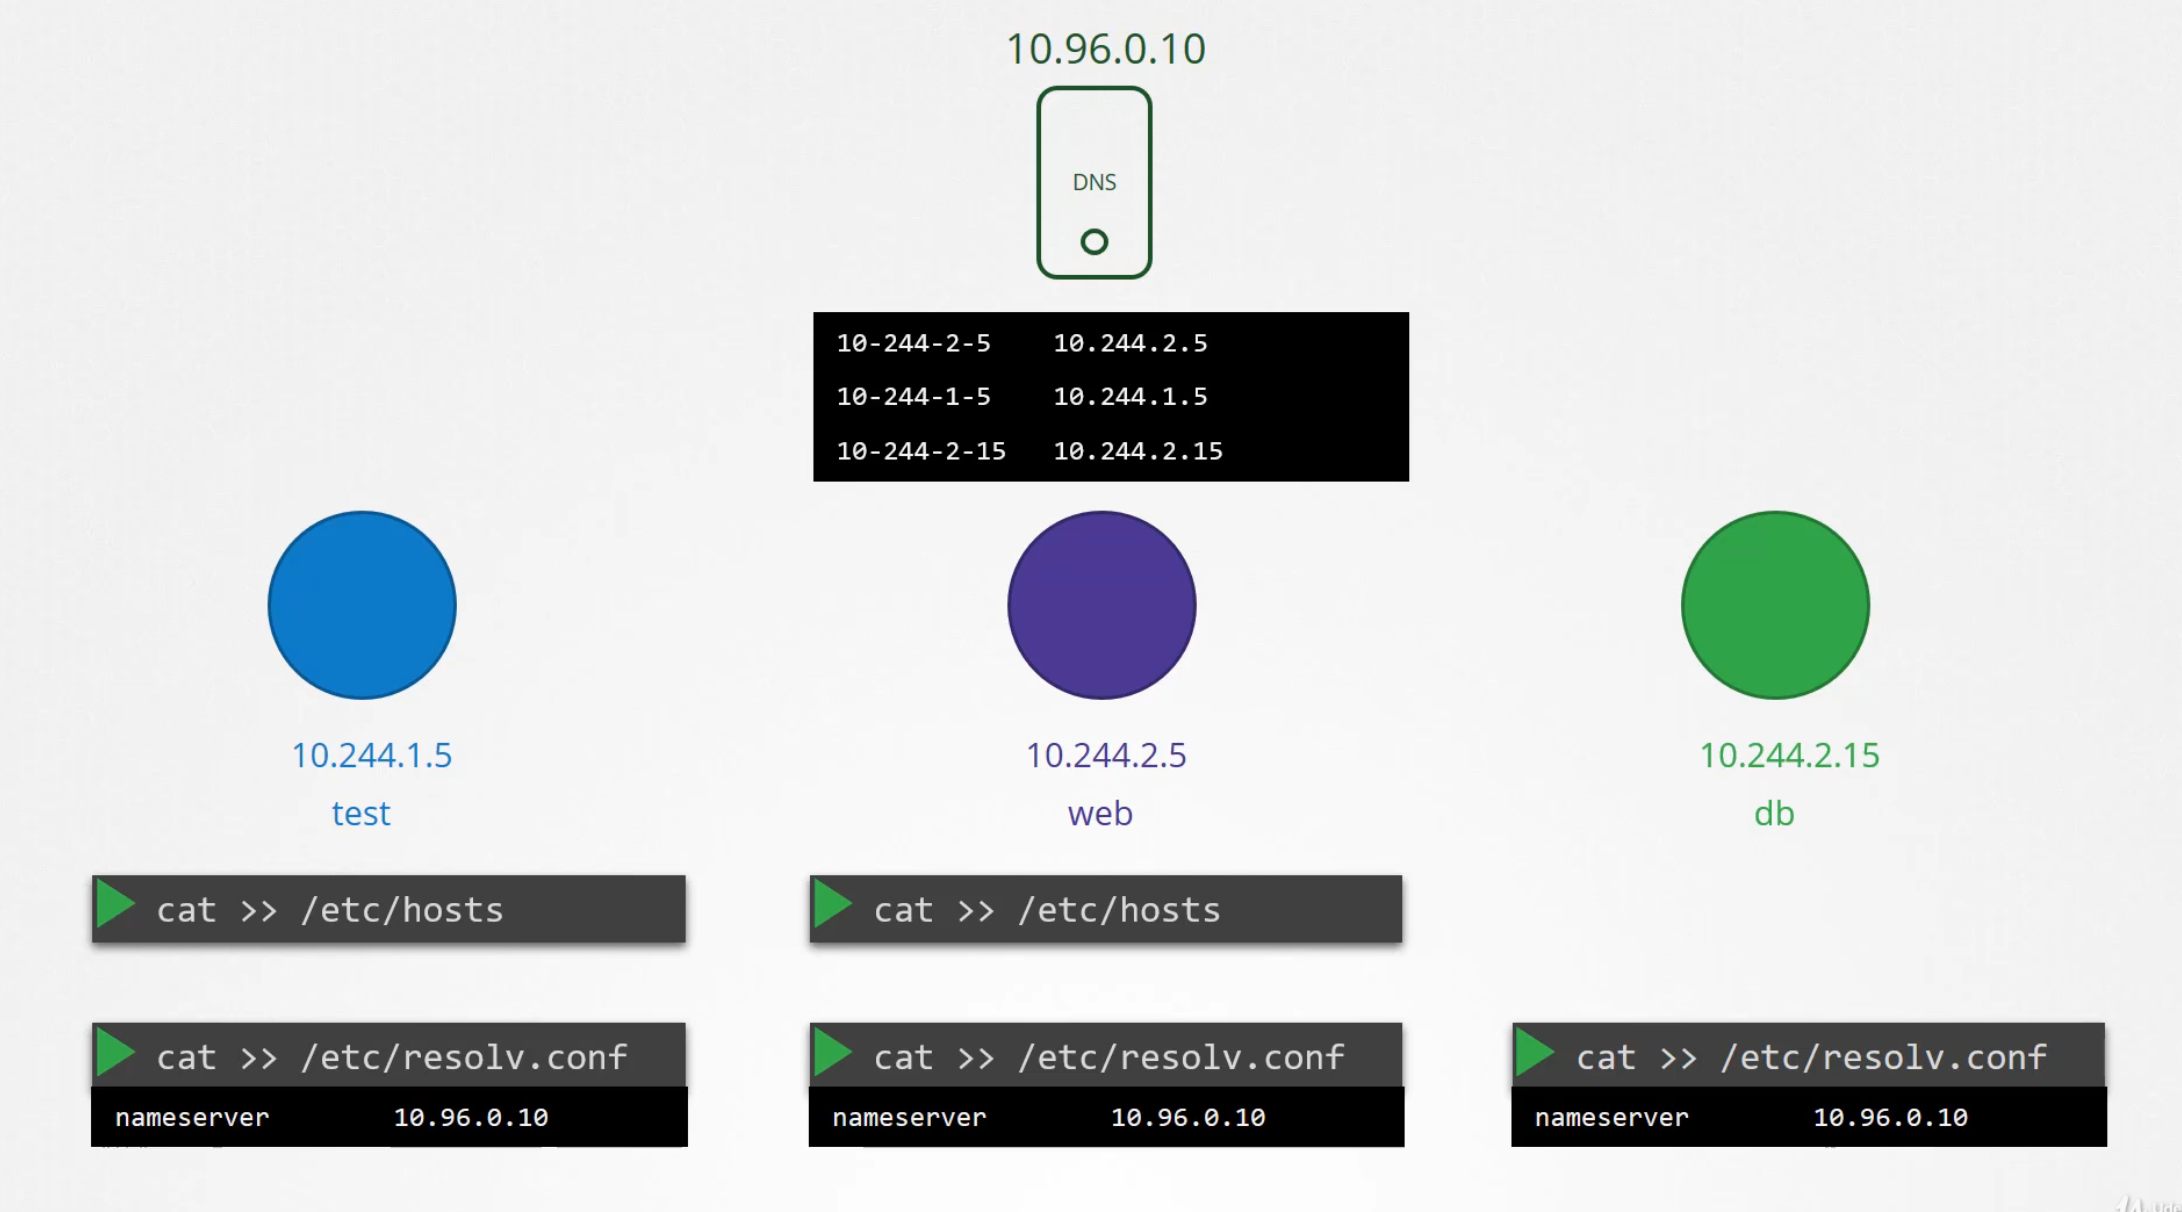 10.96.0.10
DNS
10-244-2-5 10.244.2.5
10-244-1-5 10.244.1.5
10-244-2-15 10.244.2.15
10.244.1.5
test
10.244.2.5
web
10.244.2.15
db
cat >> /etc/hosts
cat >> /etc/hosts
cat >> /etc/resolv.conf
nameserver 10.96.0.10
cat >> /etc/resolv.conf
nameserver 10.96.0.10
cat >> /etc/resolv.conf
nameserver 10.96.0.10